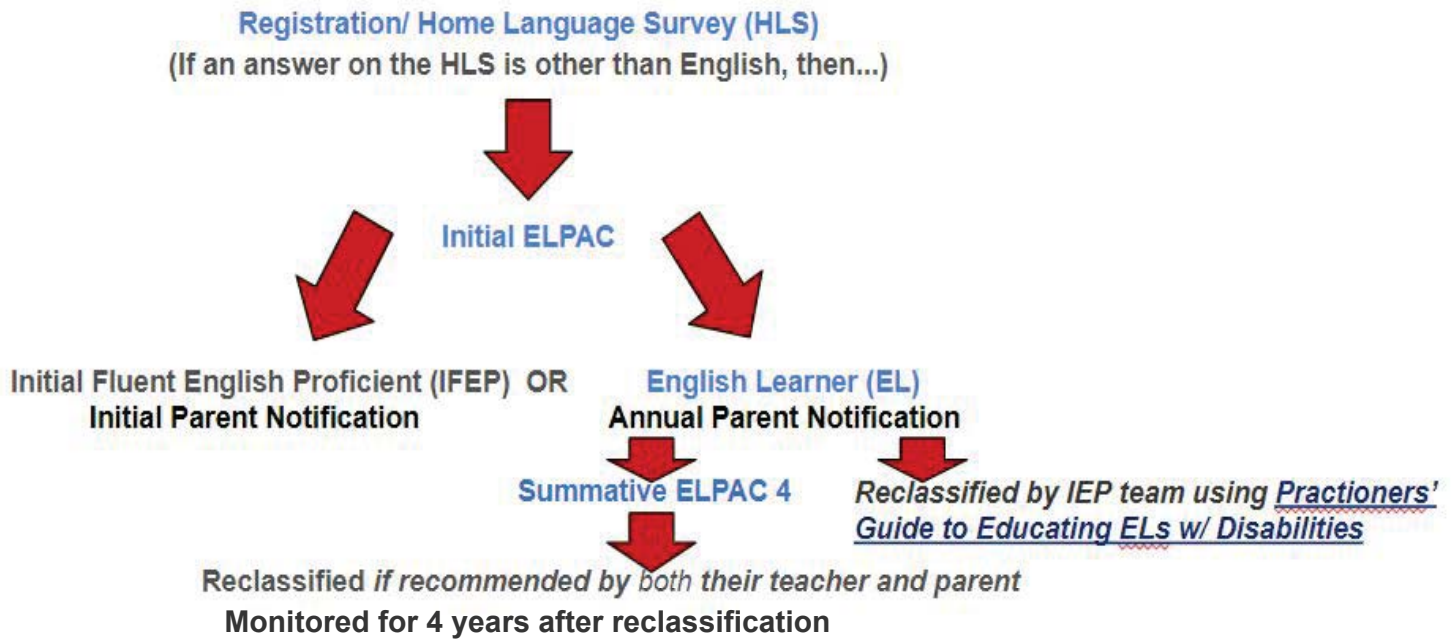 Registration/ Home Language Survey (HLS)
(If an answer on the HLS is other than English, then...)
Initial ELPAC
Initial Fluent English Proficient (IFEP) OR
Initial Parent Notification
English Learner (EL)
Annual Parent Notification
Summative ELPAC 4
Reclassified by IEP team using Practioners'
Guide to Educating ELs w/ Disabilities
Reclassified if recommended by both their teacher and parent
Monitored for 4 years after reclassification